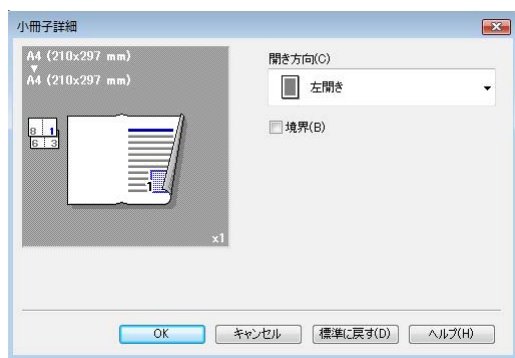 小冊子詳細
A4 (210x297 mm)
A4 (210x297 mm)
8 1
6 3
1
x1
開き方向(C)
左開き
境界(B)
OK
キャンセル
標準に戻す(D)
ヘルプ(H)